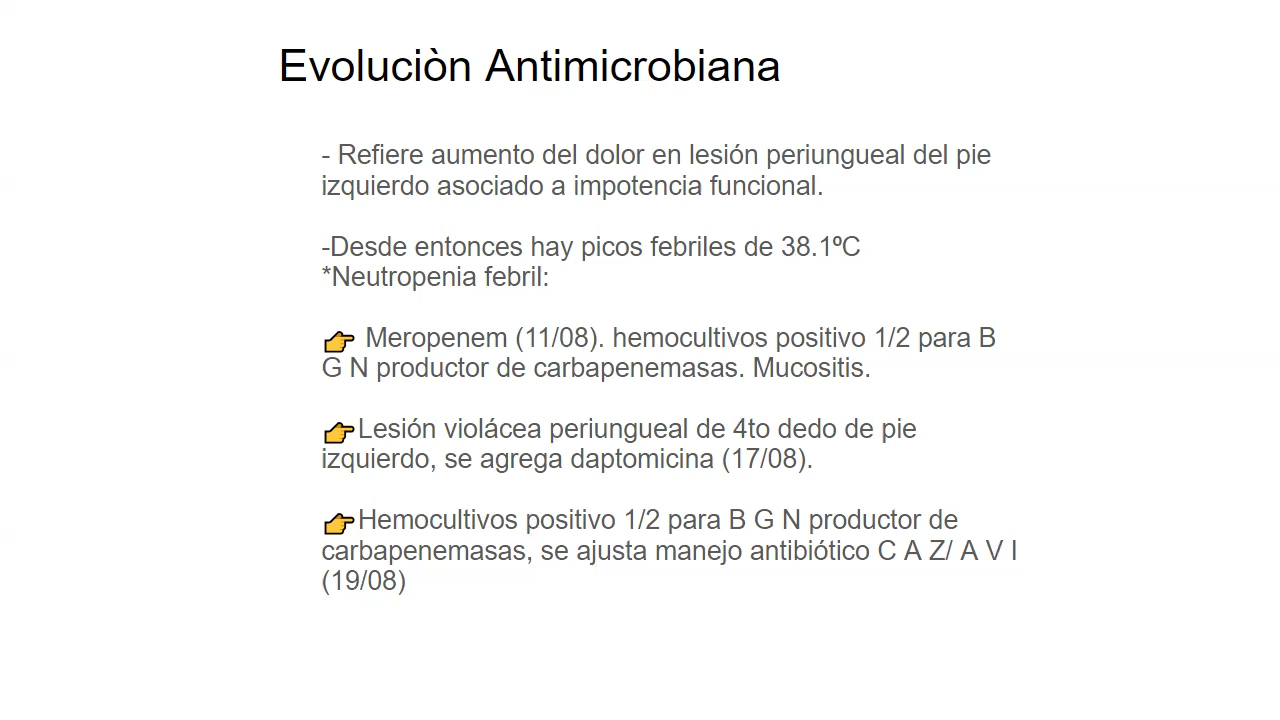 Evoluciòn Antimicrobiana
- Refiere aumento del dolor en lesión periungueal del pie
izquierdo asociado a impotencia funcional.
-Desde entonces hay picos febriles de 38.1ºC
*Neutropenia febril:
👉 Meropenem (11/08). hemocultivos positivo 1/2 para B
G N productor de carbapenemasas. Mucositis.
👉Lesión violácea periungueal de 4to dedo de pie
izquierdo, se agrega daptomicina (17/08).
👉Hemocultivos positivo 1/2 para B G N productor de
carbapenemasas, se ajusta manejo antibiótico C A Z/ A V I
(19/08)